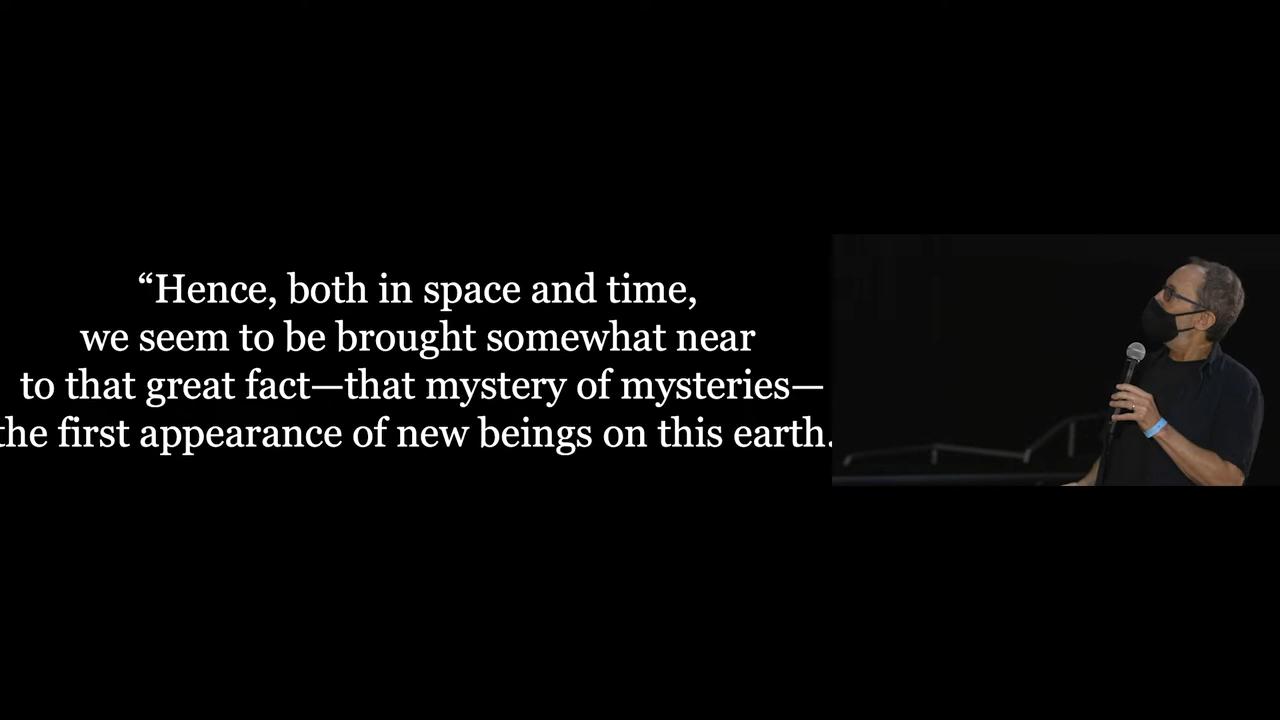 “Hence, both in space and time,
we seem to be brought somewhat near
to that great fact—that mystery of mysteries—
the first appearance of new beings on this earth.